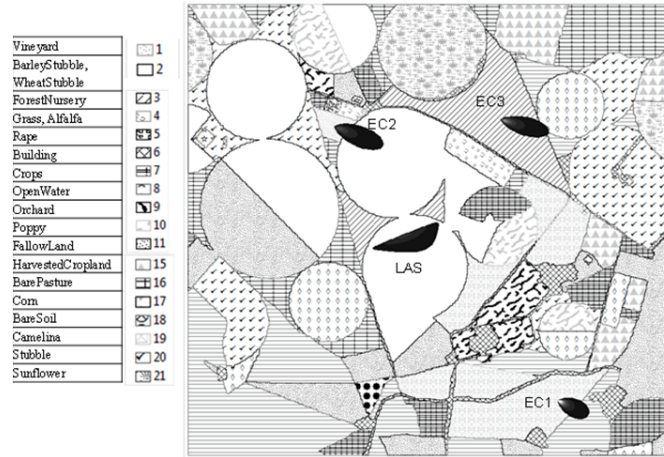 Vineyard 1
BarleyStubble, 2
WheatStubble
ForestNursery 3
Grass, Alfalfa 4
Rape 5
Building 6
Crops 7
OpenWater 8
Orchard 9
Poppy 10
FallowLand 11
HarvestedCropland 15
BarePasture 16
Corn 17
BareSoil 18
Camelina 19
Stubble 20
Sunflower 21
EC3
EC2
LAS
EC1